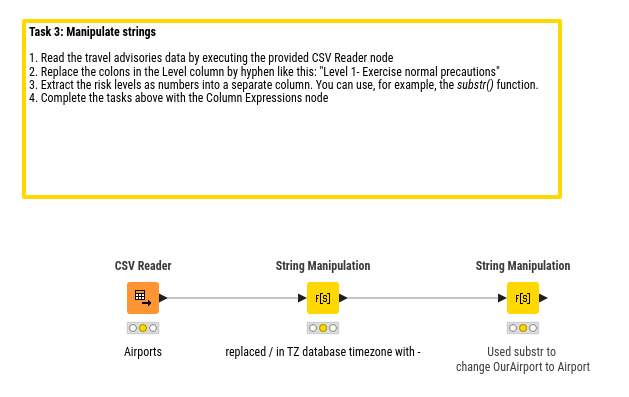 Task 3: Manipulate strings
1. Read the travel advisories data by executing the provided CSV Reader node
2. Replace the colons in the Level column by hyphen like this: "Level 1- Exercise normal precautions"
3. Extract the risk levels as numbers into a separate column. You can use, for example, the substr() function.
4. Complete the tasks above with the Column Expressions node
CSV Reader
String Manipulation
String Manipulation
F[S]
F[S]
Airports
replaced / in TZ database timezone with -
Used substr to
change OurAirport to Airport